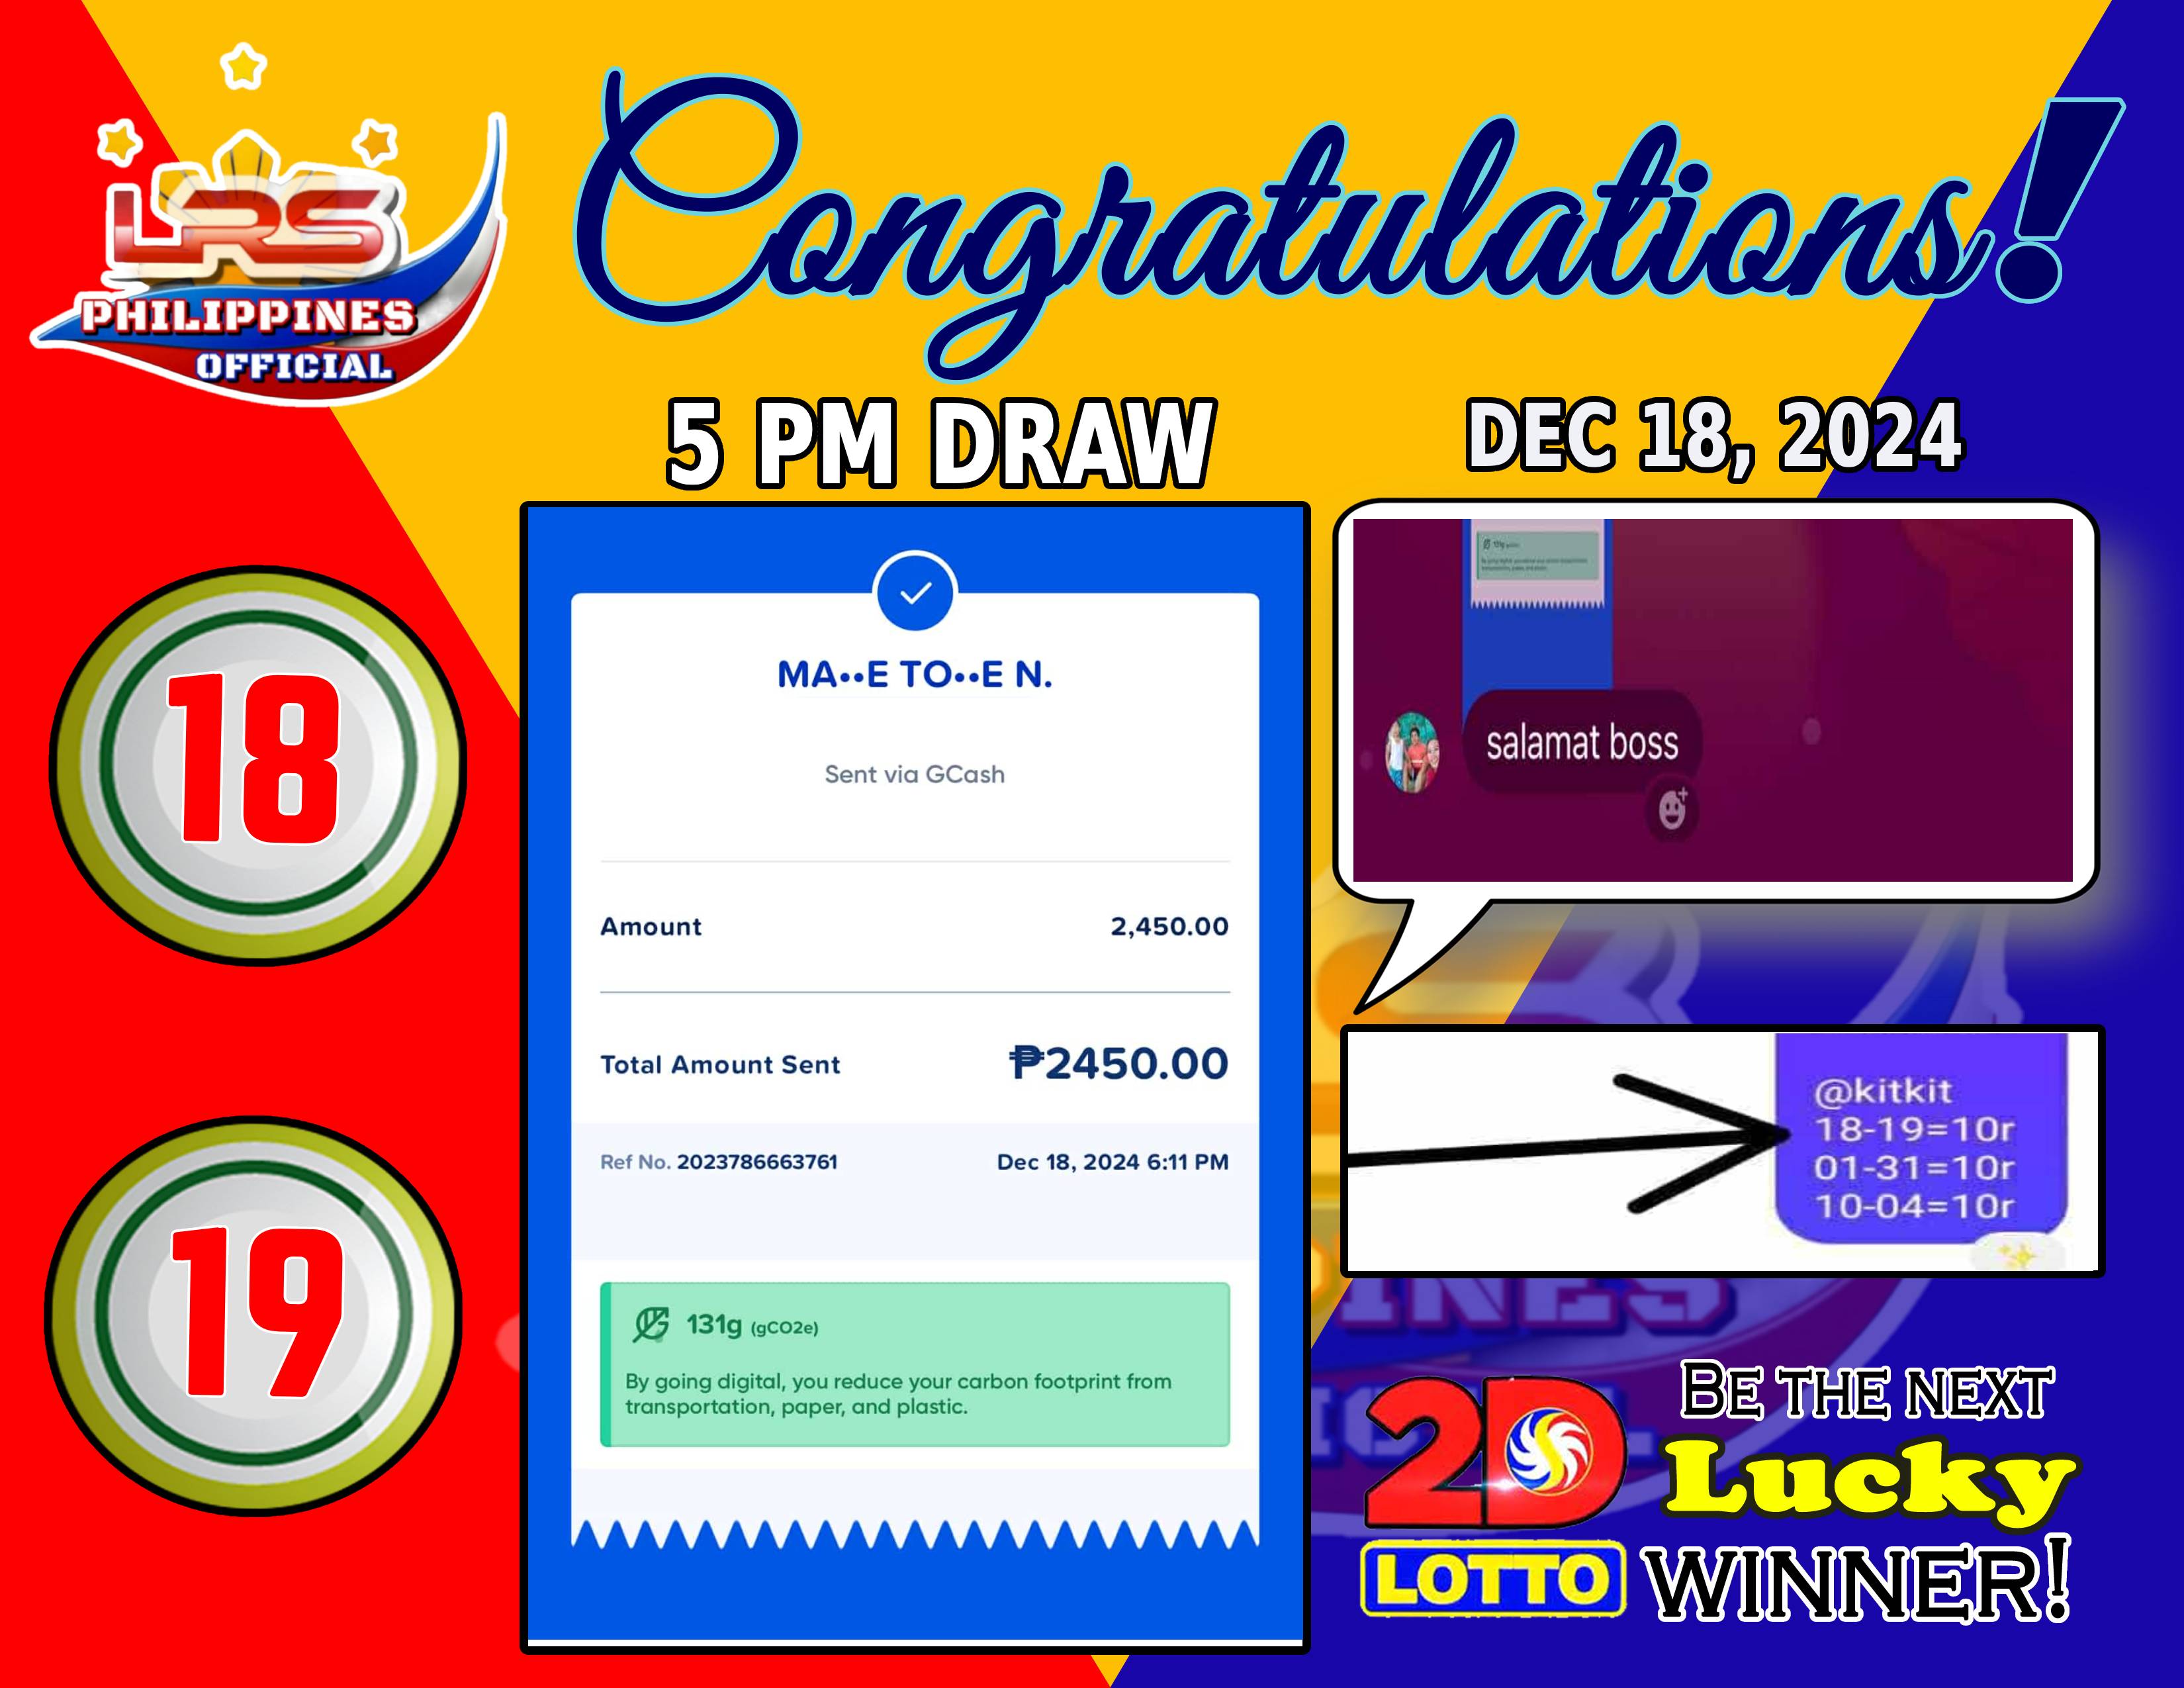 LRS
PHILIPPINES
OFFICIAL
Congratulations!
5 PM DRAW
DEC 18, 2024
18
19
MA••E TO••E N.
Sent via GCash
Amount 2,450.00
Total Amount Sent ₱2450.00
Ref No. 2023786663761 Dec 18, 2024 6:11 PM
131g (gCO2e)
By going digital, you reduce your carbon footprint from
transportation, paper, and plastic.
131g
salamat boss
@kitkit
18-19=10r
01-31=10r
10-04=10r
2D
LOTTO
BE THE NEXT
Lucky
WINNER!